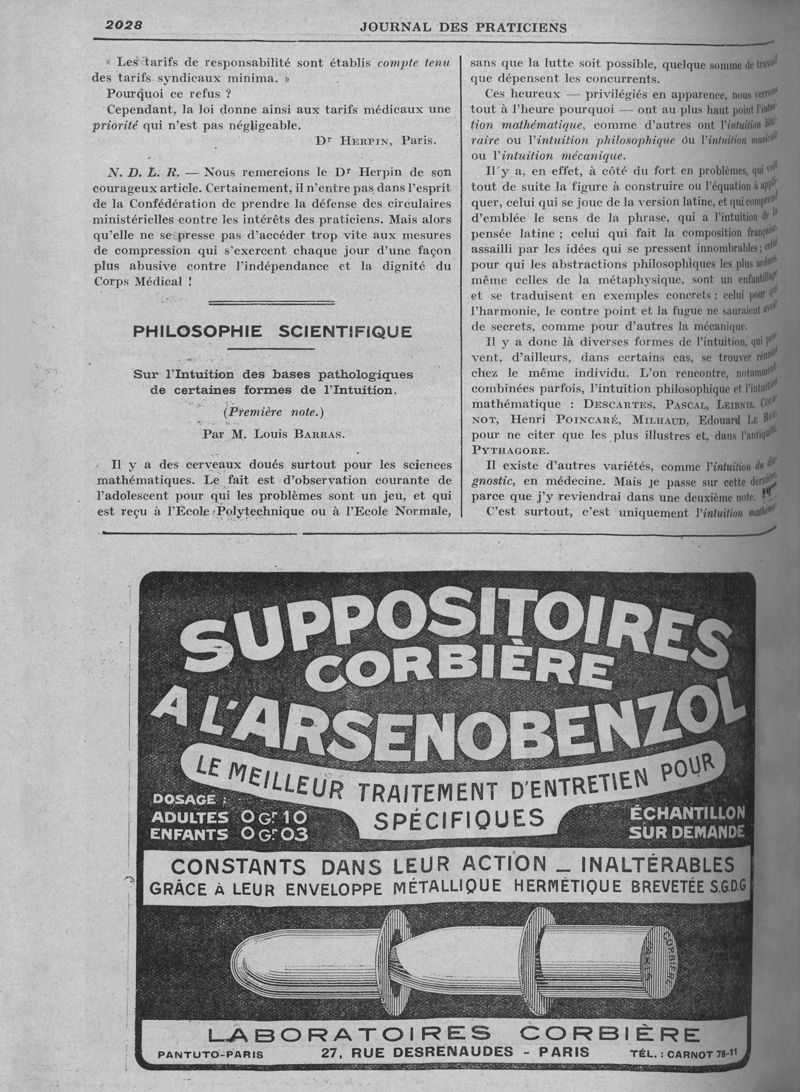 2028
JOURNAL DES PRATICIENS
« Les tarifs de responsabilité sont établis compte tenu
des tarifs syndicaux minima. »
Pourquoi ce refus ?
Cependant, la loi donne ainsi aux tarifs médicaux une
priorité qui n'est pas négligeable.
Dr HERPIN, Paris.
N. D. L. R. — Nous remercions le Dr Herpin de son
courageux article. Certainement, il n'entre pas dans l'esprit
de la Confédération de prendre la défense des circulaires
ministérielles contre les intérêts des praticiens. Mais alors
qu'elle ne se presse pas d'accéder trop vite aux mesures
de compression qui s'exercent chaque jour d'une façon
plus abusive contre l'indépendance et la dignité du
Corps Médical !
PHILOSOPHIE SCIENTIFIQUE
Sur l'Intuition des bases pathologiques
de certaines formes de l'Intuition.
(Première note.)
Par M. Louis BARRAS.
Il y a des cerveaux doués surtout pour les sciences
mathématiques. Le fait est d'observation courante de
l'adolescent pour qui les problèmes sont un jeu, et qui
est reçu à l'Ecole Polytechnique ou à l'Ecole Normale,
sans que la lutte soit possible, quelque somme de travail
que dépensent les concurrents.
Ces heureux — privilégiés en apparence, nous verrons
tout à l'heure pourquoi — ont au plus haut point l'intui-
tion mathématique, comme d'autres ont l'intuition litté-
raire ou l'intuition philosophique ou l'intuition musicale
ou l'intuition mécanique.
Il y a, en effet, à côté du fort en problèmes, qui voit
tout de suite la figure à construire ou l'équation à appli-
quer, celui qui se joue de la version latine, et qui comprend
d'emblée le sens de la phrase, qui a l'intuition de la
pensée latine ; celui qui fait la composition française,
assailli par les idées qui se pressent innombrables ; celui
pour qui les abstractions philosophiques les plus ardues,
même celles de la métaphysique, sont un enfantillage
et se traduisent en exemples concrets ; celui pour qui
l'harmonie, le contre point et la fugue ne sauraient avoir
de secrets, comme pour d'autres la mécanique.
Il y a donc là diverses formes de l'intuition, qui peu-
vent, d'ailleurs, dans certains cas, se trouver réunies
chez le même individu. L'on rencontre, notamment
combinées parfois, l'intuition philosophique et l'intuition
mathématique : DESCARTES, PASCAL, LEIBNIZ, COUR-
NOT, Henri POINCARÉ, MILHAUD, Edouard LE ROY
pour ne citer que les plus illustres et, dans l'antiquité
PYTHAGORE.
Il existe d'autres variétés, comme l'intuition du dia-
gnostic, en médecine. Mais je passe sur cette dernière
parce que j'y reviendrai dans une deuxième note.
C'est surtout, c'est uniquement l'intuition mathéma-
SUPPOSITOIRES
CORBIÈRE
A L'ARSENOBENZOL
LE MEILLEUR TRAITEMENT D'ENTRETIEN POUR
SPÉCIFIQUES
DOSAGE :
ADULTES 0 Gr 10
ENFANTS 0 Gr 03
ÉCHANTILLON
SUR DEMANDE
CONSTANTS DANS LEUR ACTION _ INALTÉRABLES
GRÂCE A LEUR ENVELOPPE MÉTALLIQUE HERMÉTIQUE BREVETÉE S.G.D.G
CORBIÈRE
PARIS
LABORATOIRES CORBIÈRE
PANTUTO-PARIS 27, RUE DESRENAUDES - PARIS TÉL. : CARNOT 78-11